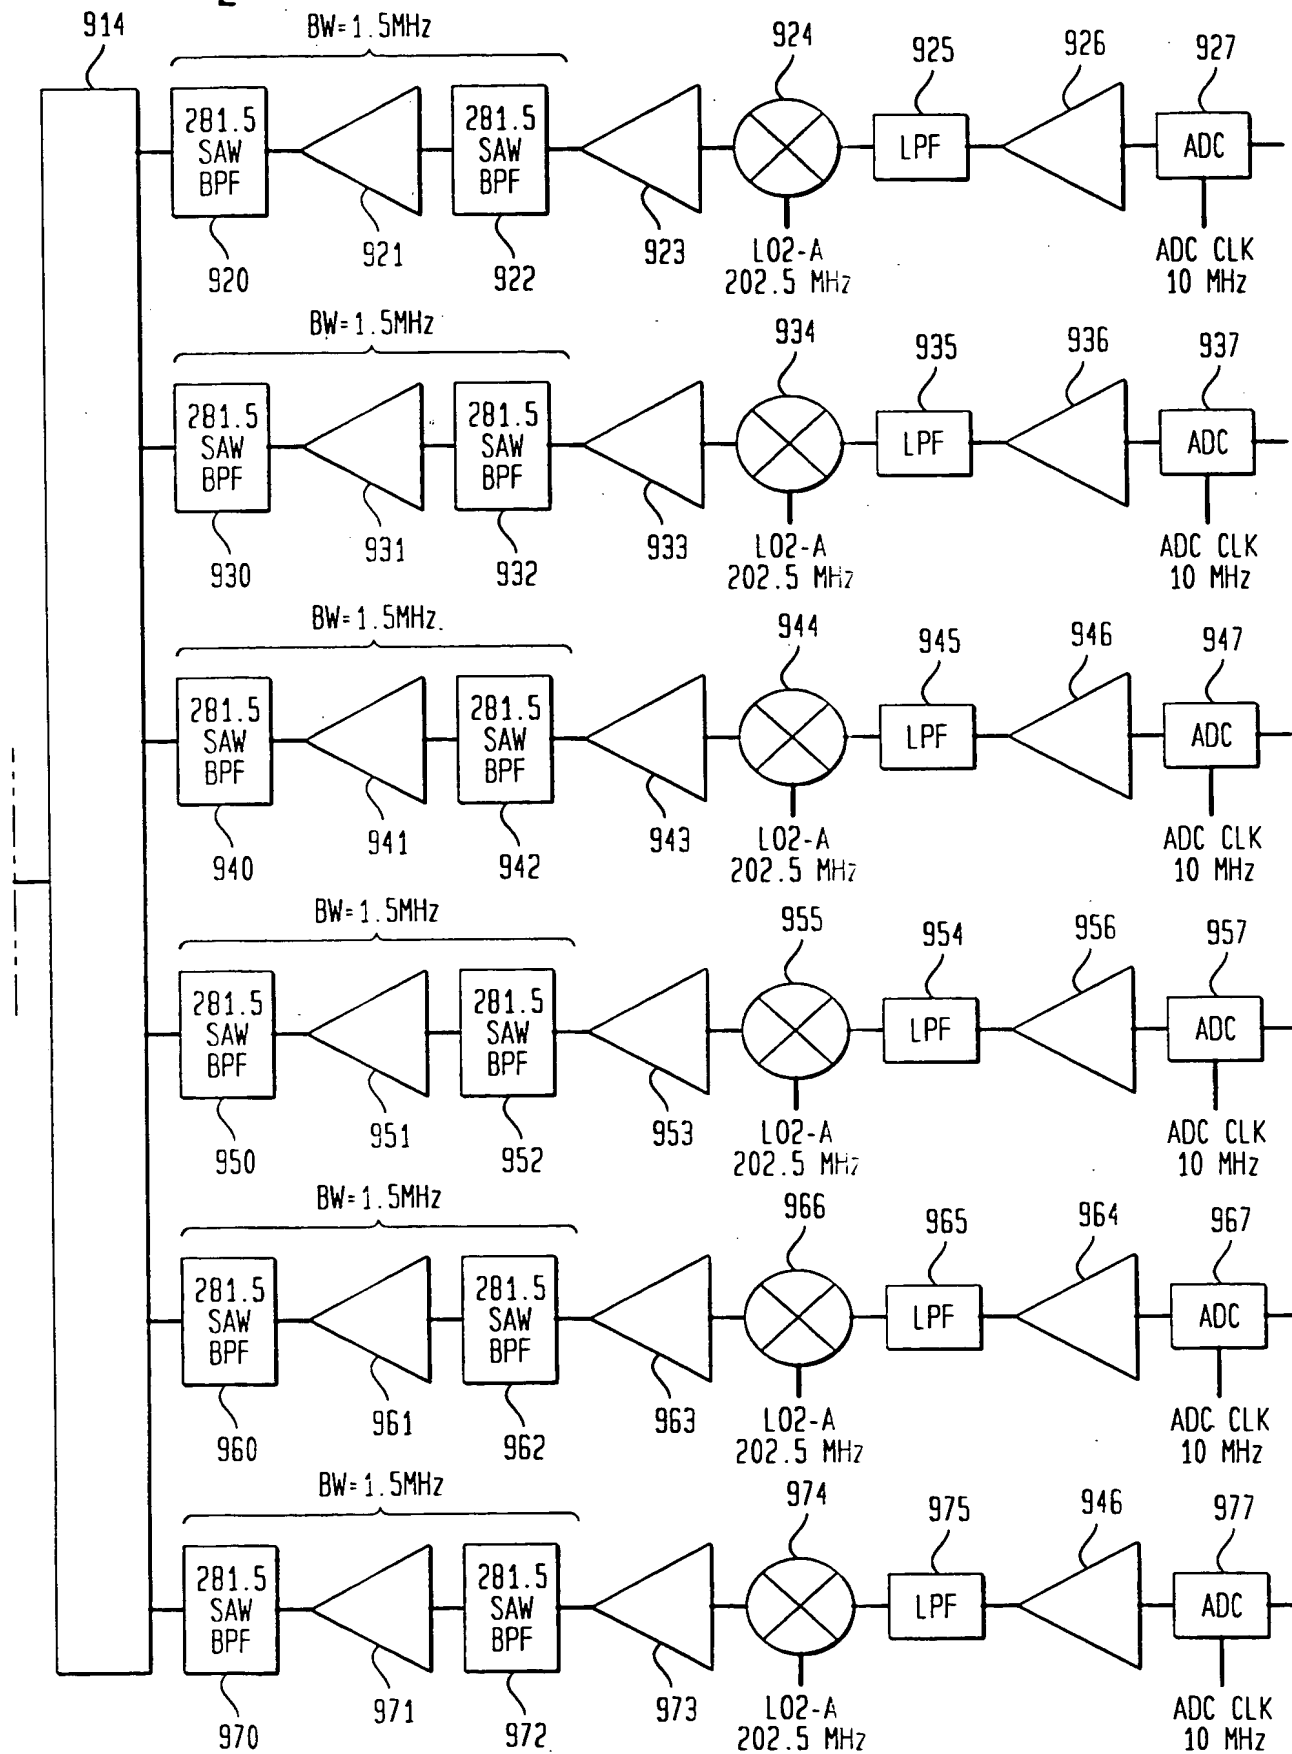 914
BW=1.5MHz
924
925
926
927
281.5
SAW
BPF
281.5
SAW
BPF
LPF
ADC
920
921
922
923
LO2-A
202.5 MHz
ADC CLK
10 MHz
BW=1.5MHz
934
935
936
937
281.5
SAW
BPF
281.5
SAW
BPF
LPF
ADC
930
931
932
933
LO2-A
202.5 MHz
ADC CLK
10 MHz
BW=1.5MHz.
944
945
946
947
281.5
SAW
BPF
281.5
SAW
BPF
LPF
ADC
940
941
942
943
LO2-A
202.5 MHz
ADC CLK
10 MHz
BW=1.5MHz
955
954
956
957
281.5
SAW
BPF
281.5
SAW
BPF
LPF
ADC
950
951
952
953
LO2-A
202.5 MHz
ADC CLK
10 MHz
BW=1.5MHz
966
965
964
967
281.5
SAW
BPF
281.5
SAW
BPF
LPF
ADC
960
961
962
963
LO2-A
202.5 MHz
ADC CLK
10 MHz
BW=1.5MHz
974
975
946
977
281.5
SAW
BPF
281.5
SAW
BPF
LPF
ADC
970
971
972
973
LO2-A
202.5 MHz
ADC CLK
10 MHz